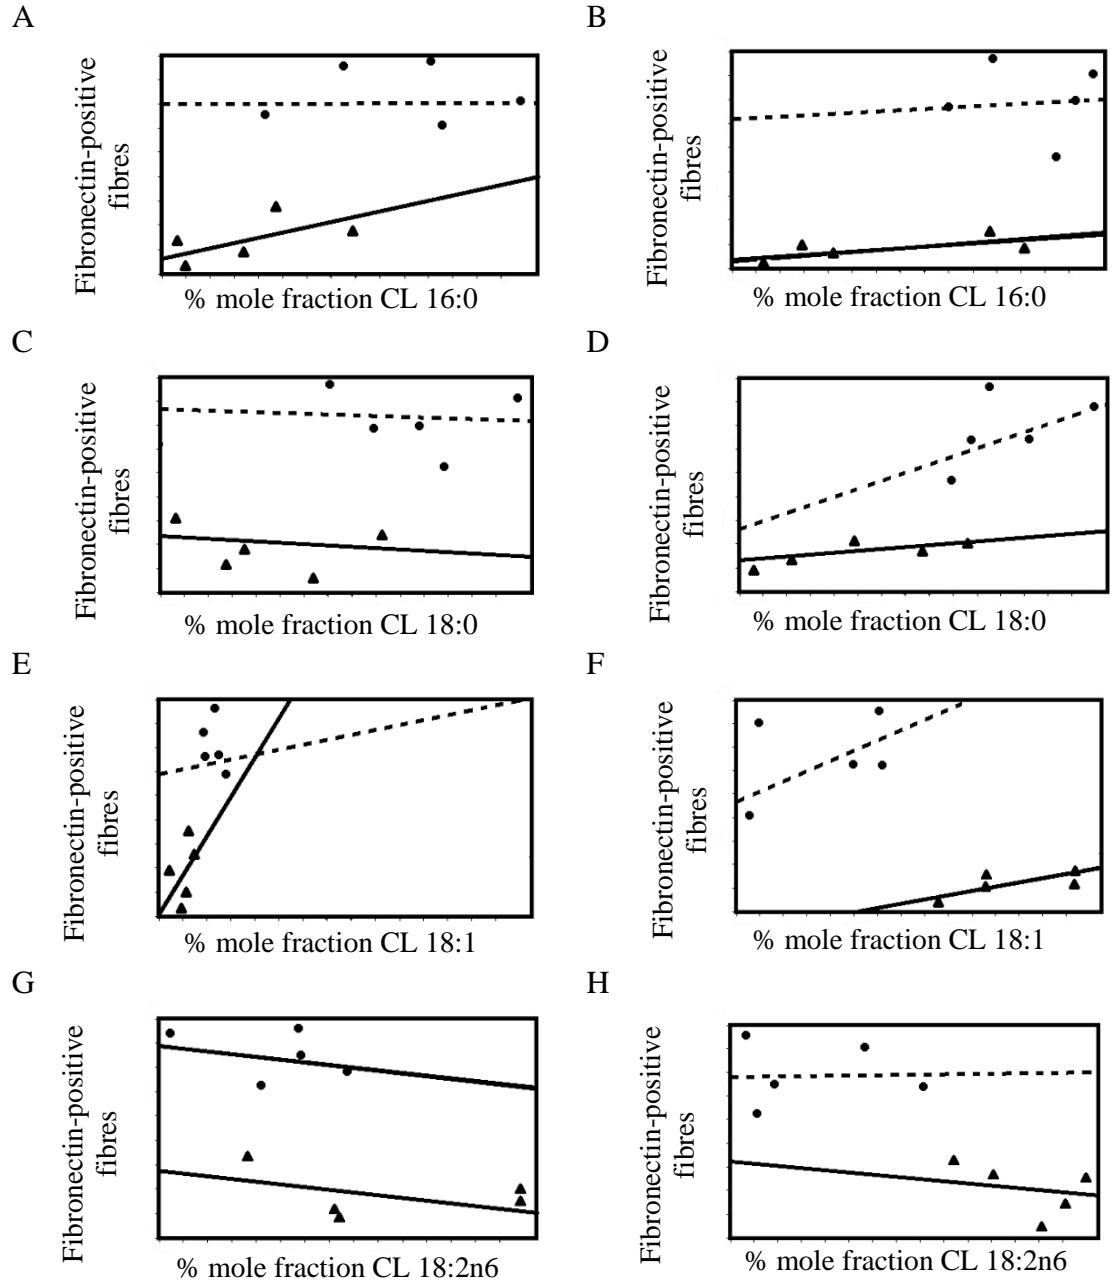 A
B
Fibronectin-positive
fibres
% mole fraction CL 16:0
Fibronectin-positive
fibres
% mole fraction CL 16:0
C
D
Fibronectin-positive
fibres
% mole fraction CL 18:0
Fibronectin-positive
fibres
% mole fraction CL 18:0
E
F
Fibronectin-positive
fibres
% mole fraction CL 18:1
Fibronectin-positive
fibres
% mole fraction CL 18:1
G
H
Fibronectin-positive
fibres
% mole fraction CL 18:2n6
Fibronectin-positive
fibres
% mole fraction CL 18:2n6